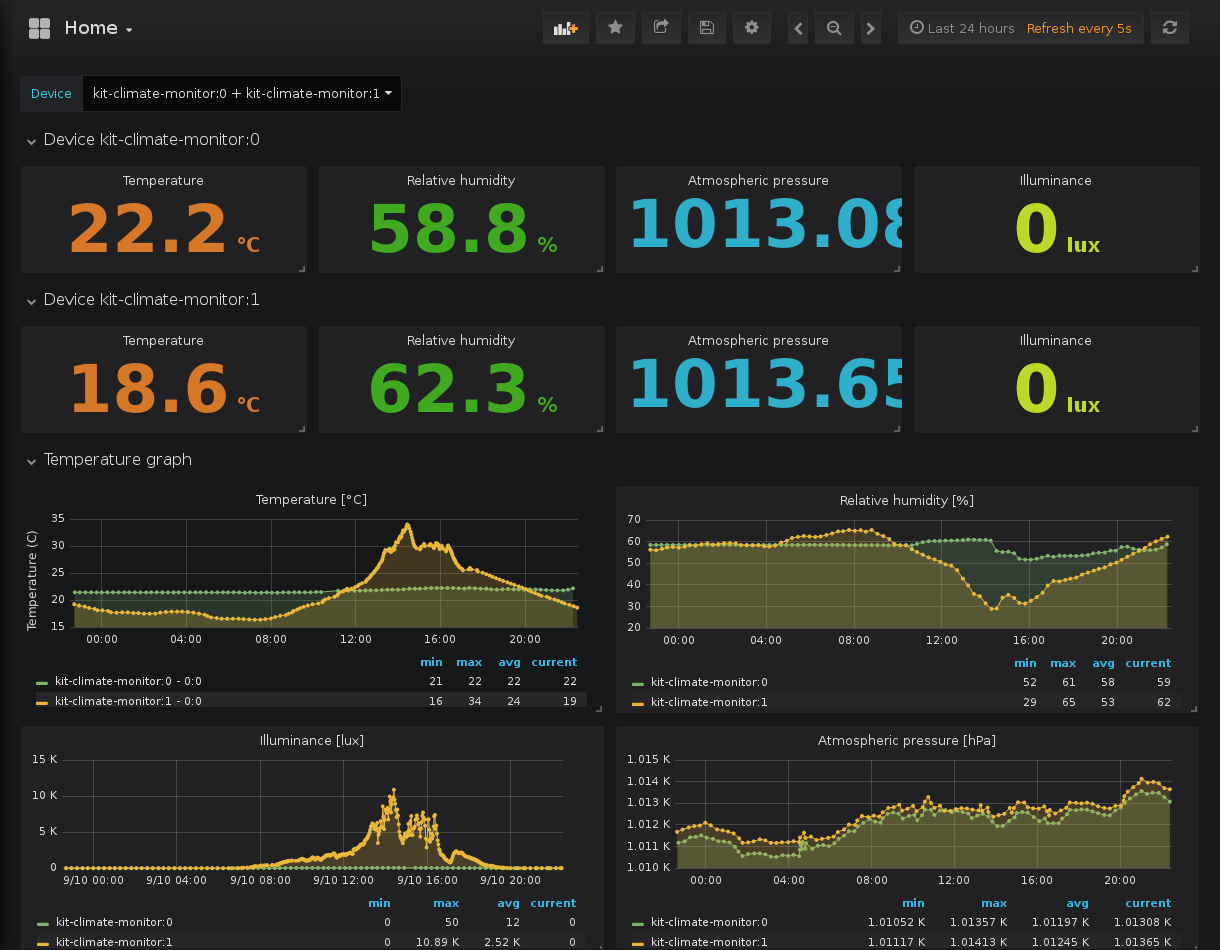 Home
Last 24 hours Refresh every 5s
Device kit-climate-monitor:0 + kit-climate-monitor:1
Device kit-climate-monitor:0
Temperature Relative humidity Atmospheric pressure Illuminance
22.2 °C 58.8 % 1013.08 0 lux
Device kit-climate-monitor:1
Temperature Relative humidity Atmospheric pressure Illuminance
18.6 °C 62.3 % 1013.65 0 lux
Temperature graph
Temperature [°C]
Temperature (C)
35
30
25
20
15
00:00 04:00 08:00 12:00 16:00 20:00
min max avg current
kit-climate-monitor:0 - 0:0 21 22 22 22
kit-climate-monitor:1 - 0:0 16 34 24 19
Relative humidity [%]
70
60
50
40
30
20
00:00 04:00 08:00 12:00 16:00 20:00
min max avg current
kit-climate-monitor:0 52 61 58 59
kit-climate-monitor:1 29 65 53 62
Illuminance [lux]
15 K
10 K
5 K
0
9/10 00:00 9/10 04:00 9/10 08:00 9/10 12:00 9/10 16:00 9/10 20:00
min max avg current
kit-climate-monitor:0 0 50 12 0
kit-climate-monitor:1 0 10.89 K 2.52 K 0
Atmospheric pressure [hPa]
1.015 K
1.014 K
1.013 K
1.012 K
1.011 K
1.010 K
00:00 04:00 08:00 12:00 16:00 20:00
min max avg current
kit-climate-monitor:0 1.01052 K 1.01357 K 1.01197 K 1.01308 K
kit-climate-monitor:1 1.01117 K 1.01413 K 1.01245 K 1.01365 K